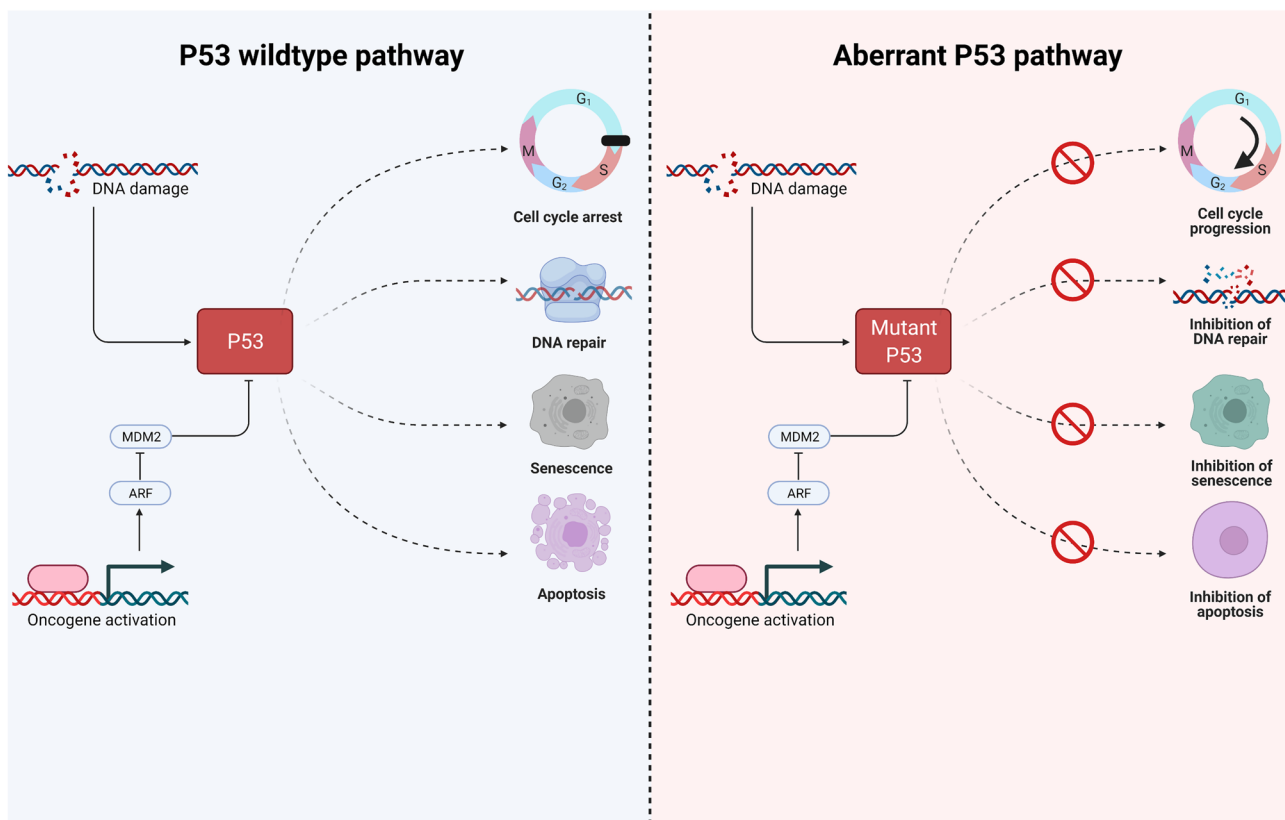 P53 wildtype pathway
DNA damage
P53
MDM2
ARF
Oncogene activation
G₁
M
S
G₂
Cell cycle arrest
DNA repair
Senescence
Apoptosis
Aberrant P53 pathway
DNA damage
Mutant
P53
MDM2
ARF
Oncogene activation
G₁
M
S
G₂
Cell cycle
progression
Inhibition of
DNA repair
Inhibition of
senescence
Inhibition of
apoptosis